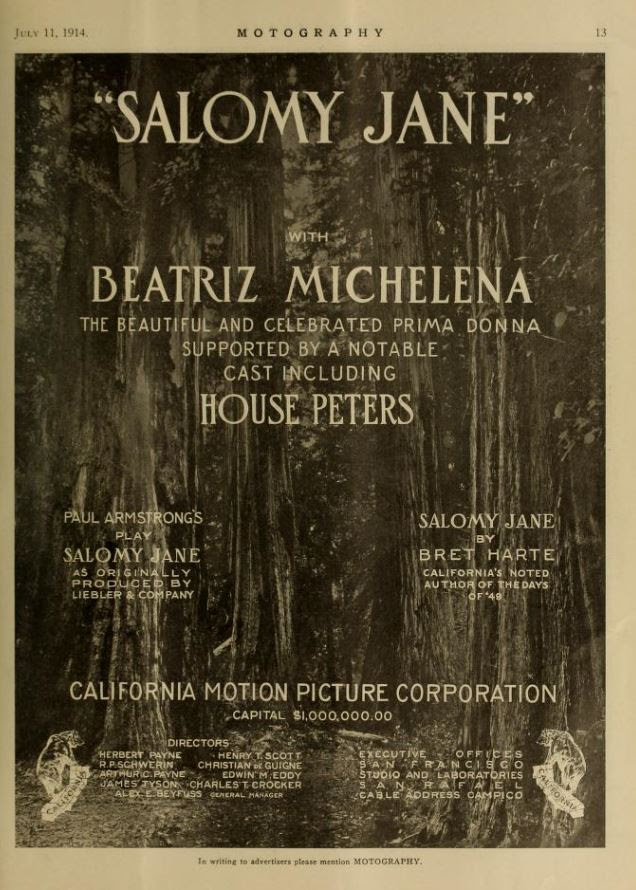 JULY 11, 1914.
MOTOGRAPHY
13
"SALOMY JANE"
WITH
BEATRIZ MICHELENA
THE BEAUTIFUL AND CELEBRATED PRIMA DONNA
SUPPORTED BY A NOTABLE
CAST INCLUDING
HOUSE PETERS
PAUL ARMSTRONG'S
PLAY
SALOMY JANE
AS ORIGINALLY
PRODUCED BY
LIEBLER & COMPANY
SALOMY JANE
BY
BRET HARTE
CALIFORNIA'S NOTED
AUTHOR OF THE DAYS
OF '49
CALIFORNIA MOTION PICTURE CORPORATION
CAPITAL $1,000,000.00
DIRECTORS
HERBERT PAYNE HENRY T. SCOTT
R.P. SCHWERIN CHRISTIAN de GUIGNE
ARTHUR C. PAYNE EDWIN M. EDDY
JAMES TYSON CHARLES T. CROCKER
ALEX. E. BEYFUSS GENERAL MANAGER
EXECUTIVE - OFFICES
SAN FRANCISCO
STUDIO AND LABORATORIES
SAN RAFAEL
CABLE ADDRESS CAMPICO
CALIFORNIA
CALIFORNIA
In writing to advertisers please mention MOTOGRAPHY.